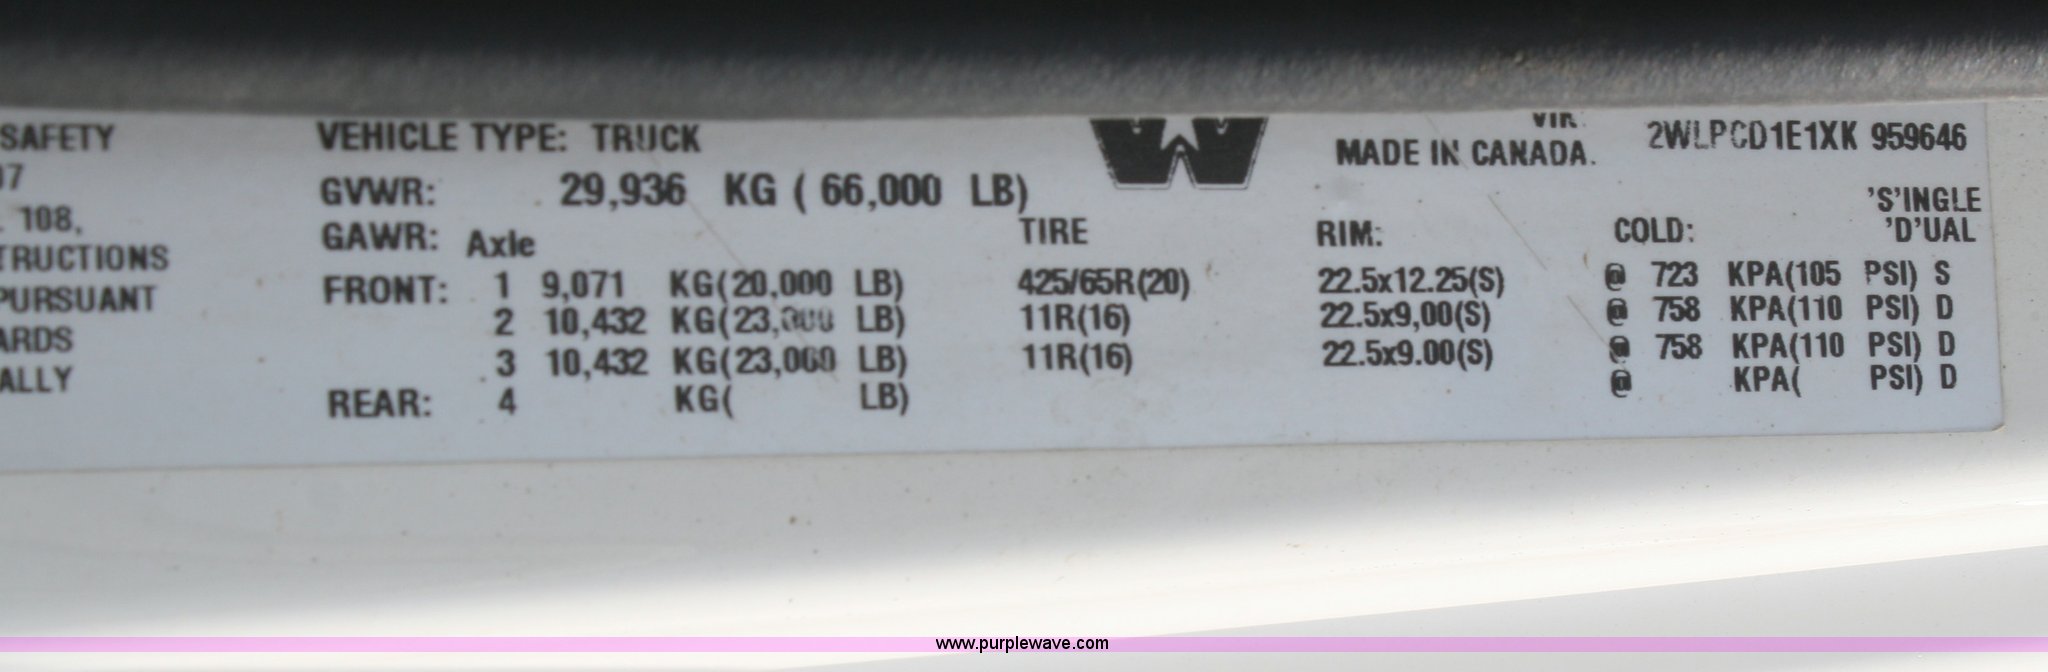 SAFETY
07
108,
TRUCTIONS
PURSUANT
ARDS
ALLY
VEHICLE TYPE: TRUCK
GVWR: 29,936 KG ( 66,000 LB)
GAWR: Axle
FRONT: 1 9,071 KG(20,000 LB)
2 10,432 KG(23,000 LB)
3 10,432 KG(23,000 LB)
REAR: 4 KG( LB)
TIRE
425/65R(20)
11R(16)
11R(16)
W
MADE IN CANADA.
RIM:
22.5x12.25(S)
22.5x9,00(S)
22.5x9.00(S)
VIN: 2WLPCD1E1XK 959646
'S'INGLE
COLD: 'D'UAL
@ 723 KPA(105 PSI) S
@ 758 KPA(110 PSI) D
@ 758 KPA(110 PSI) D
@ KPA( PSI) D
www.purplewave.com